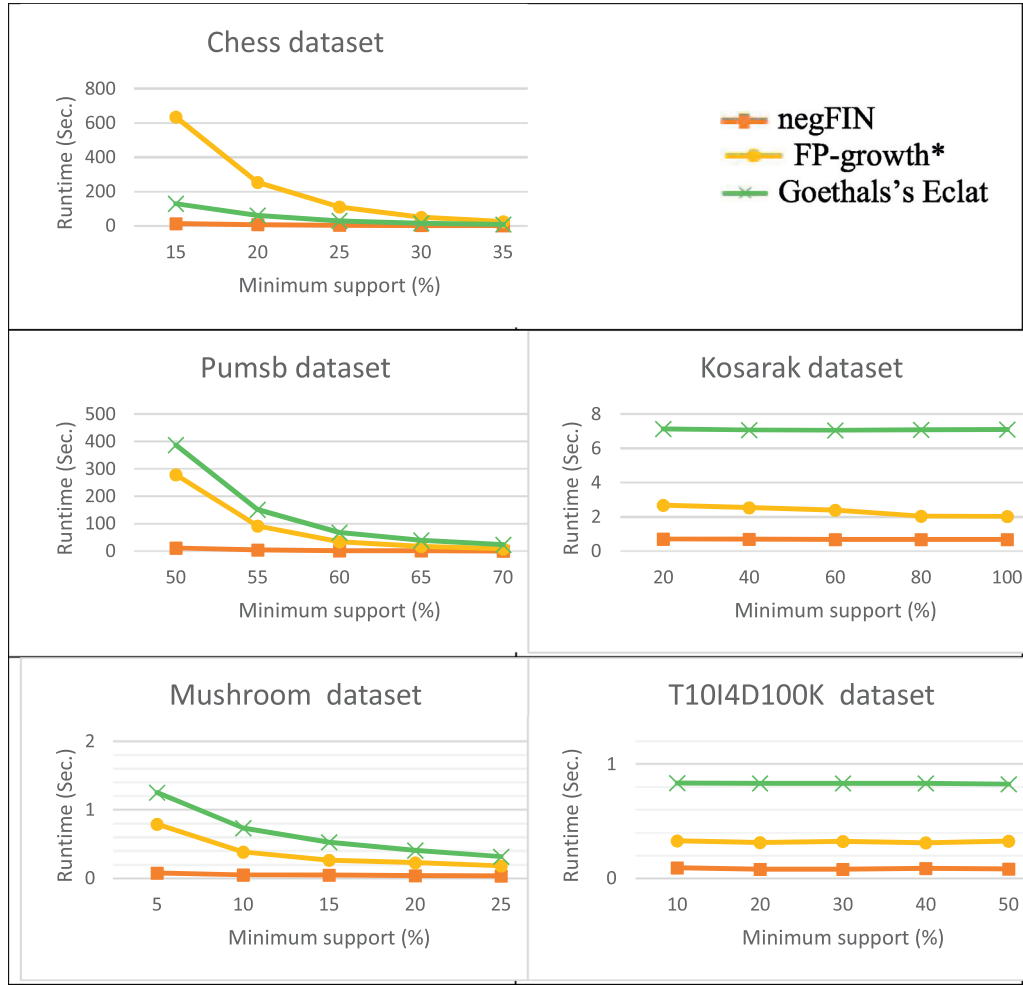 Chess dataset
800
600
400
200
0
Runtime (Sec.)
15 20 25 30 35
Minimum support (%)
negFIN
FP-growth*
Goethals's Eclat
Pumsb dataset
500
400
300
200
100
0
Runtime (Sec.)
50 55 60 65 70
Minimum support (%)
Kosarak dataset
8
6
4
2
0
Runtime (Sec.)
20 40 60 80 100
Minimum support (%)
Mushroom dataset
2
1
0
Runtime (Sec.)
5 10 15 20 25
Minimum support (%)
T10I4D100K dataset
1
0
Runtime (Sec.)
10 20 30 40 50
Minimum support (%)